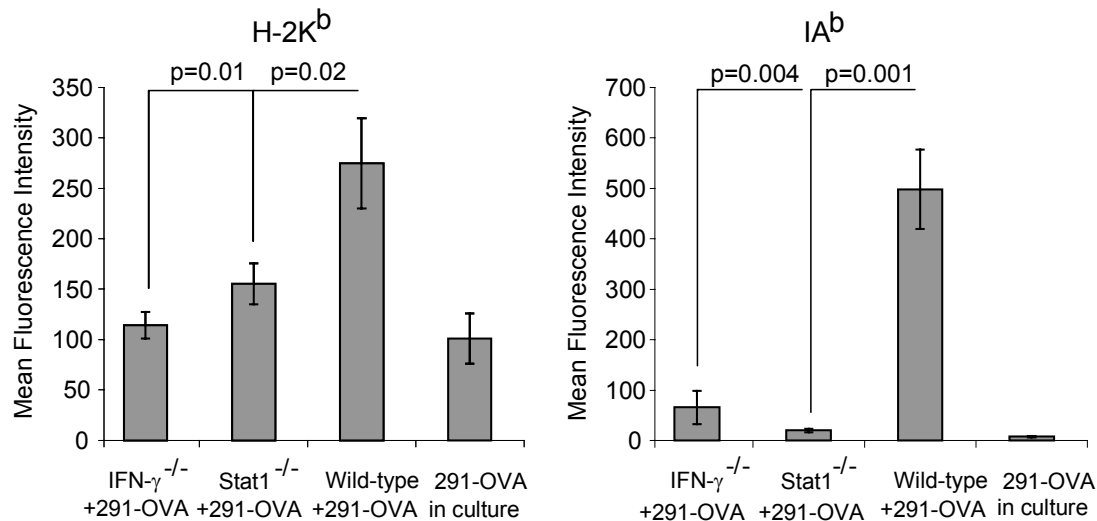 H-2Kᵇ
p=0.01 p=0.02
Mean Fluorescence Intensity
350
300
250
200
150
100
50
0
IFN-γ⁻/⁻ +291-OVA
Stat1⁻/⁻ +291-OVA
Wild-type +291-OVA
291-OVA in culture
IAᵇ
p=0.004 p=0.001
Mean Fluorescence Intensity
700
600
500
400
300
200
100
0
IFN-γ⁻/⁻ +291-OVA
Stat1⁻/⁻ +291-OVA
Wild-type +291-OVA
291-OVA in culture